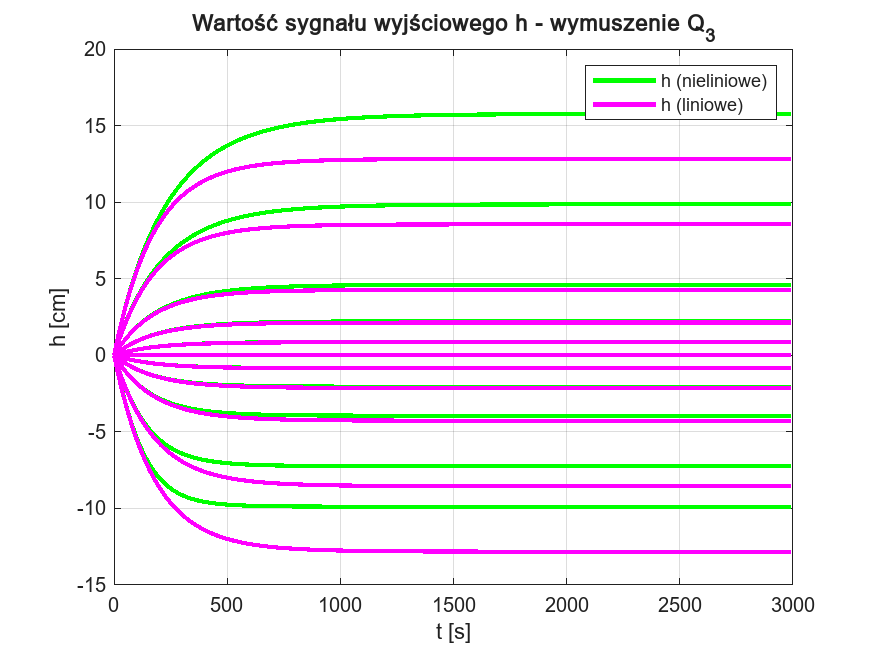 Wartość sygnału wyjściowego h - wymuszenie Q₃
h (nieliniowe)
h (liniowe)
20
15
10
5
0
-5
-10
-15
h [cm]
0 500 1000 1500 2000 2500 3000
t [s]